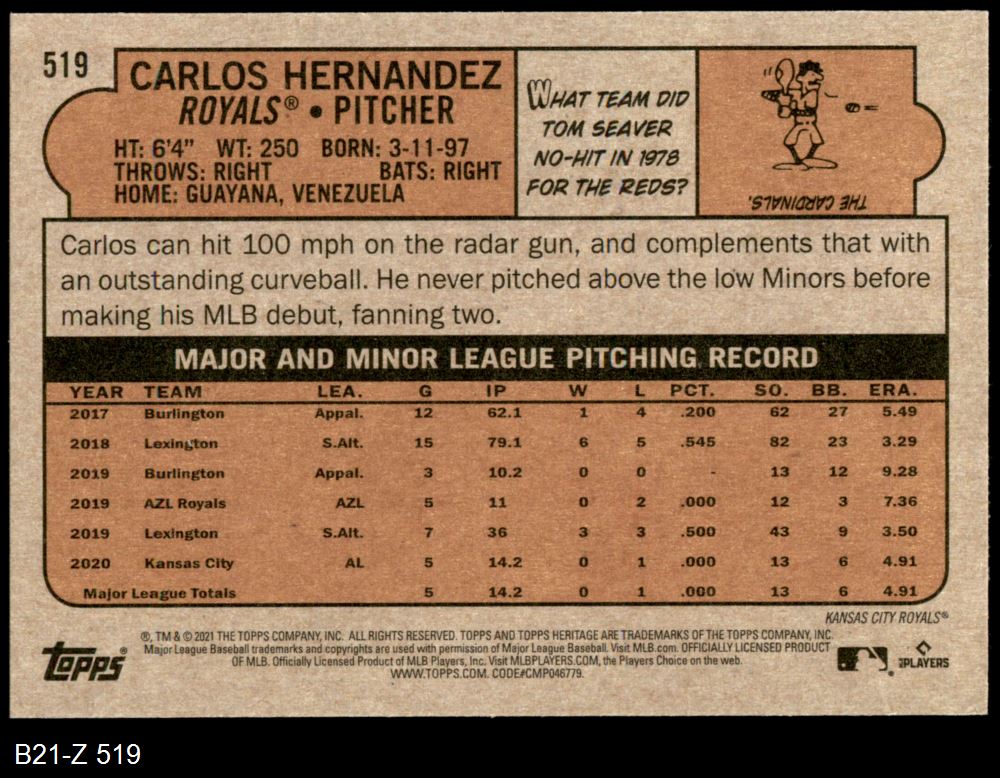 519
CARLOS HERNANDEZ
ROYALS® • PITCHER
HT: 6'4" WT: 250 BORN: 3-11-97
THROWS: RIGHT BATS: RIGHT
HOME: GUAYANA, VENEZUELA
WHAT TEAM DID
TOM SEAVER
NO-HIT IN 1978
FOR THE REDS?
THE CARDINALS.
Carlos can hit 100 mph on the radar gun, and complements that with
an outstanding curveball. He never pitched above the low Minors before
making his MLB debut, fanning two.
MAJOR AND MINOR LEAGUE PITCHING RECORD
YEAR TEAM LEA. G IP W L PCT. SO. BB. ERA.
2017 Burlington Appal. 12 62.1 1 4 .200 62 27 5.49
2018 Lexington S.Alt. 15 79.1 6 5 .545 82 23 3.29
2019 Burlington Appal. 3 10.2 0 0 - 13 12 9.28
2019 AZL Royals AZL 5 11 0 2 .000 12 3 7.36
2019 Lexington S.Alt. 7 36 3 3 .500 43 9 3.50
2020 Kansas City AL 5 14.2 0 1 .000 13 6 4.91
Major League Totals 5 14.2 0 1 .000 13 6 4.91
KANSAS CITY ROYALS®
®, TM & © 2021 THE TOPPS COMPANY, INC. ALL RIGHTS RESERVED. TOPPS AND TOPPS HERITAGE ARE TRADEMARKS OF THE TOPPS COMPANY, INC.
Major League Baseball trademarks and copyrights are used with permission of Major League Baseball. Visit MLB.com. OFFICIALLY LICENSED PRODUCT
OF MLB. Officially Licensed Product of MLB Players, Inc. Visit MLBPLAYERS.COM, the Players Choice on the web.
WWW.TOPPS.COM. CODE#CMP046779.
topps®
MLBPLAYERS
B21-Z 519